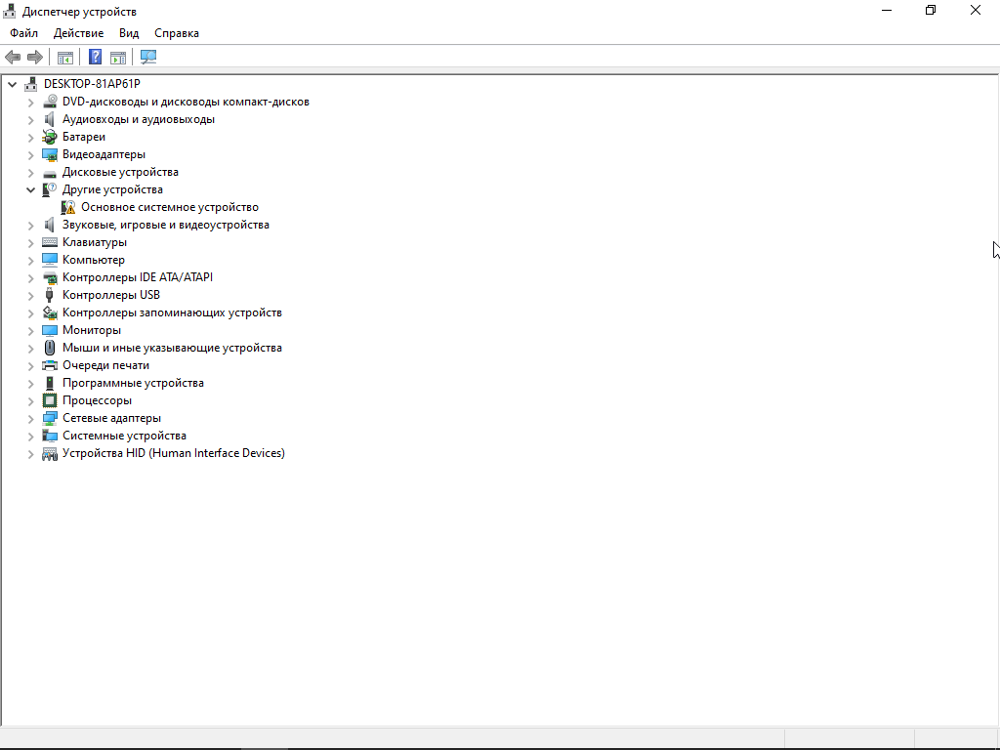 Диспетчер устройств
Файл Действие Вид Справка
DESKTOP-81AP61P
DVD-дисководы и дисководы компакт-дисков
Аудиовходы и аудиовыходы
Батареи
Видеоадаптеры
Дисковые устройства
Другие устройства
Основное системное устройство
Звуковые, игровые и видеоустройства
Клавиатуры
Компьютер
Контроллеры IDE ATA/ATAPI
Контроллеры USB
Контроллеры запоминающих устройств
Мониторы
Мыши и иные указывающие устройства
Очереди печати
Программные устройства
Процессоры
Сетевые адаптеры
Системные устройства
Устройства HID (Human Interface Devices)